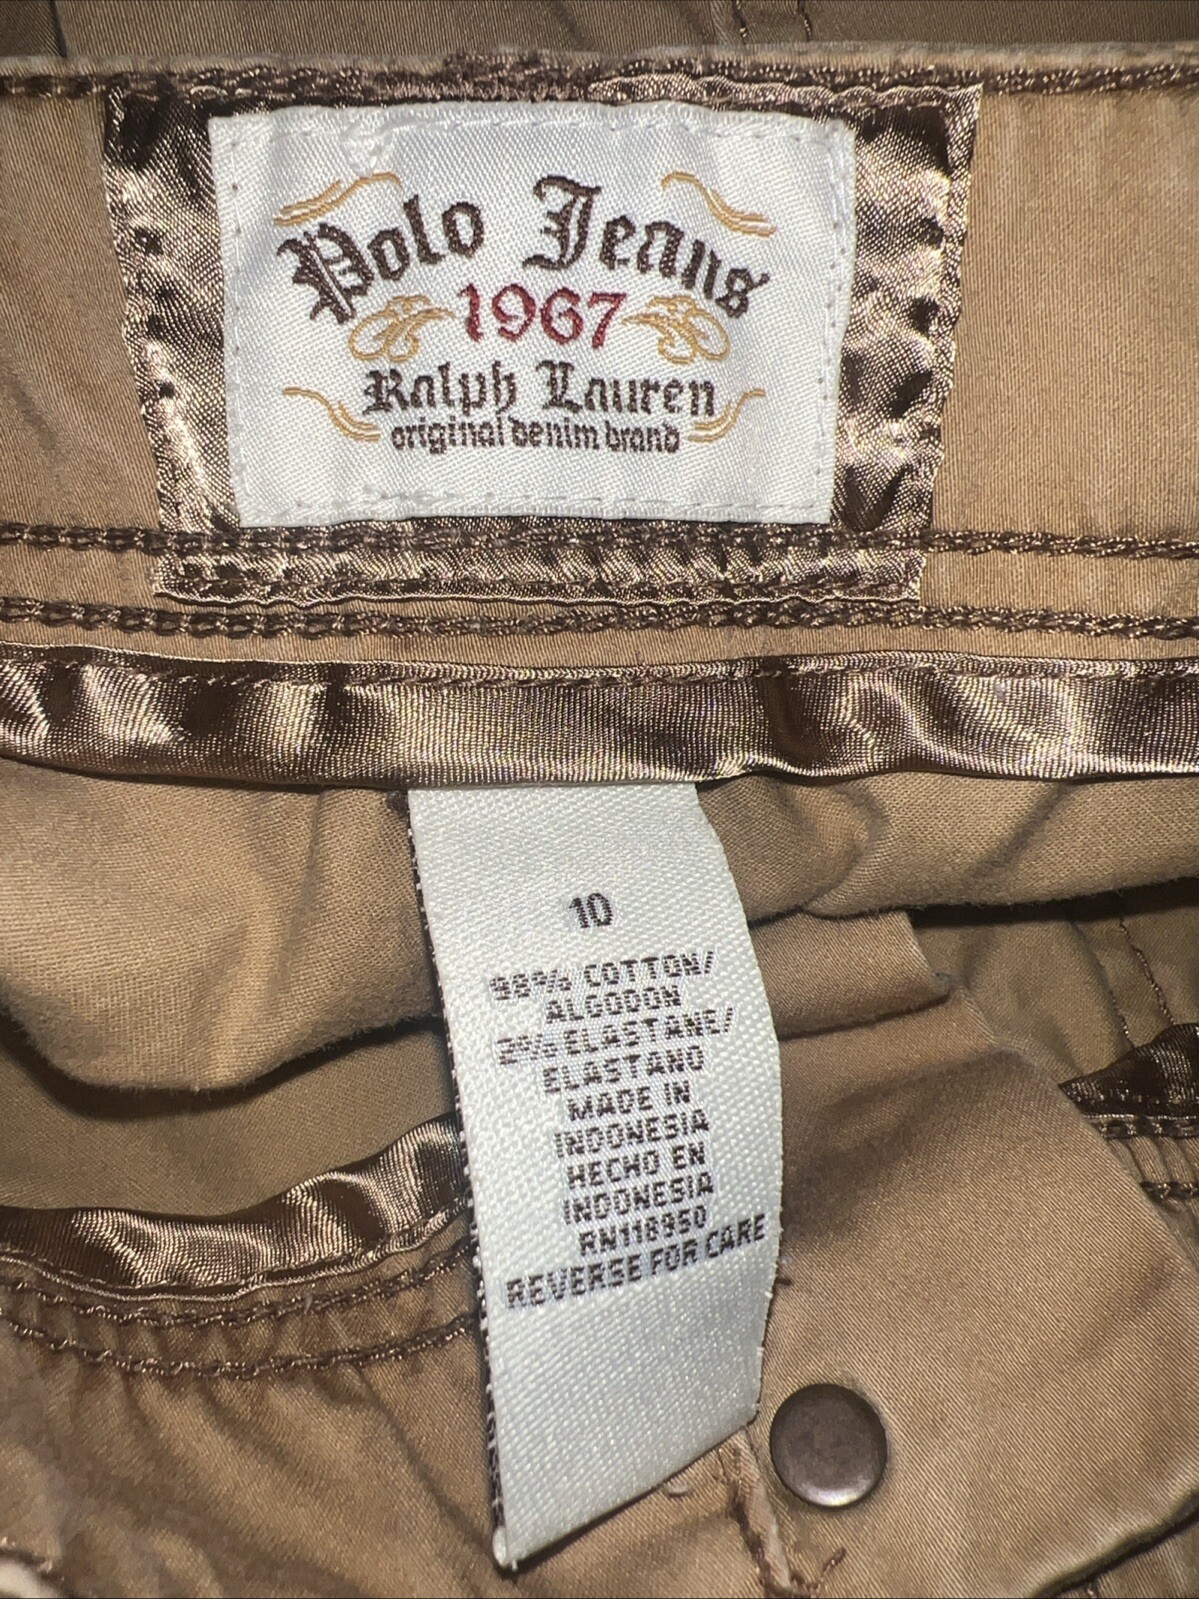 Polo Jeans
1967
Ralph Lauren
original denim brand
10
98% COTTON/
ALGODON
2% ELASTANE/
ELASTANO
MADE IN
INDONESIA
HECHO EN
INDONESIA
RN118950
REVERSE FOR CARE